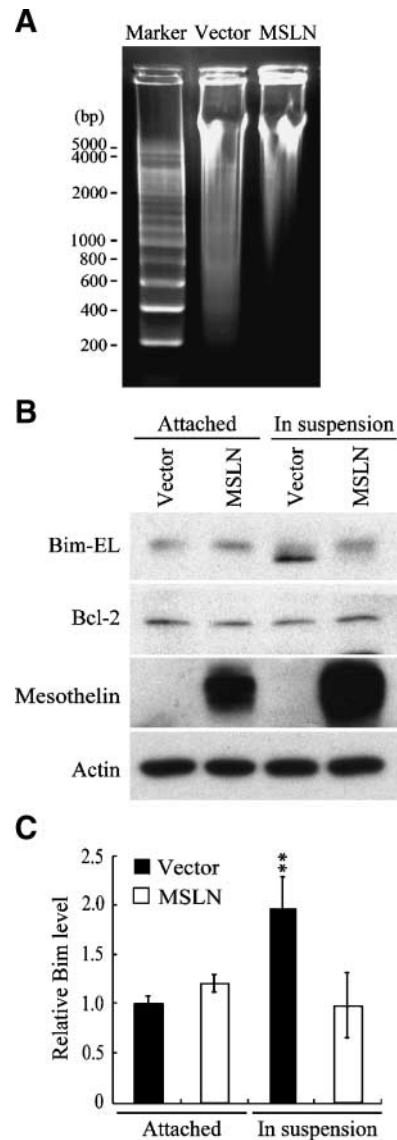 A
Marker Vector MSLN
(bp)
5000
4000
2000
1000
800
600
400
200
B
Attached In suspension
Vector MSLN Vector MSLN
Bim-EL
Bcl-2
Mesothelin
Actin
C
Relative Bim level
2.5
2.0
1.5
1.0
0.5
0.0
Vector
MSLN
**
Attached In suspension